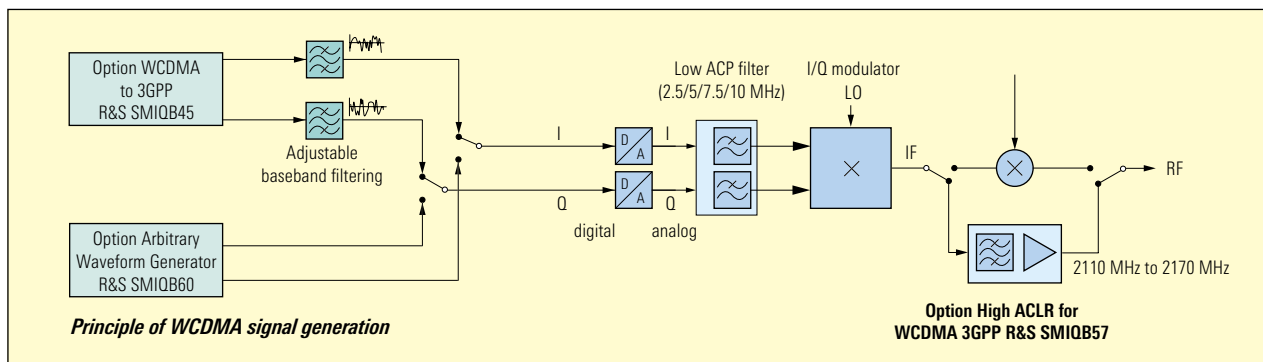 Option WCDMA
to 3GPP
R&S SMIQB45
Adjustable
baseband filtering
Option Arbitrary
Waveform Generator
R&S SMIQB60
I
Q
digital
D
A
D
A
I
Q
analog
Low ACP filter
(2.5/5/7.5/10 MHz)
I/Q modulator
LO
IF
RF
2110 MHz to 2170 MHz
Option High ACLR for
WCDMA 3GPP R&S SMIQB57
Principle of WCDMA signal generation